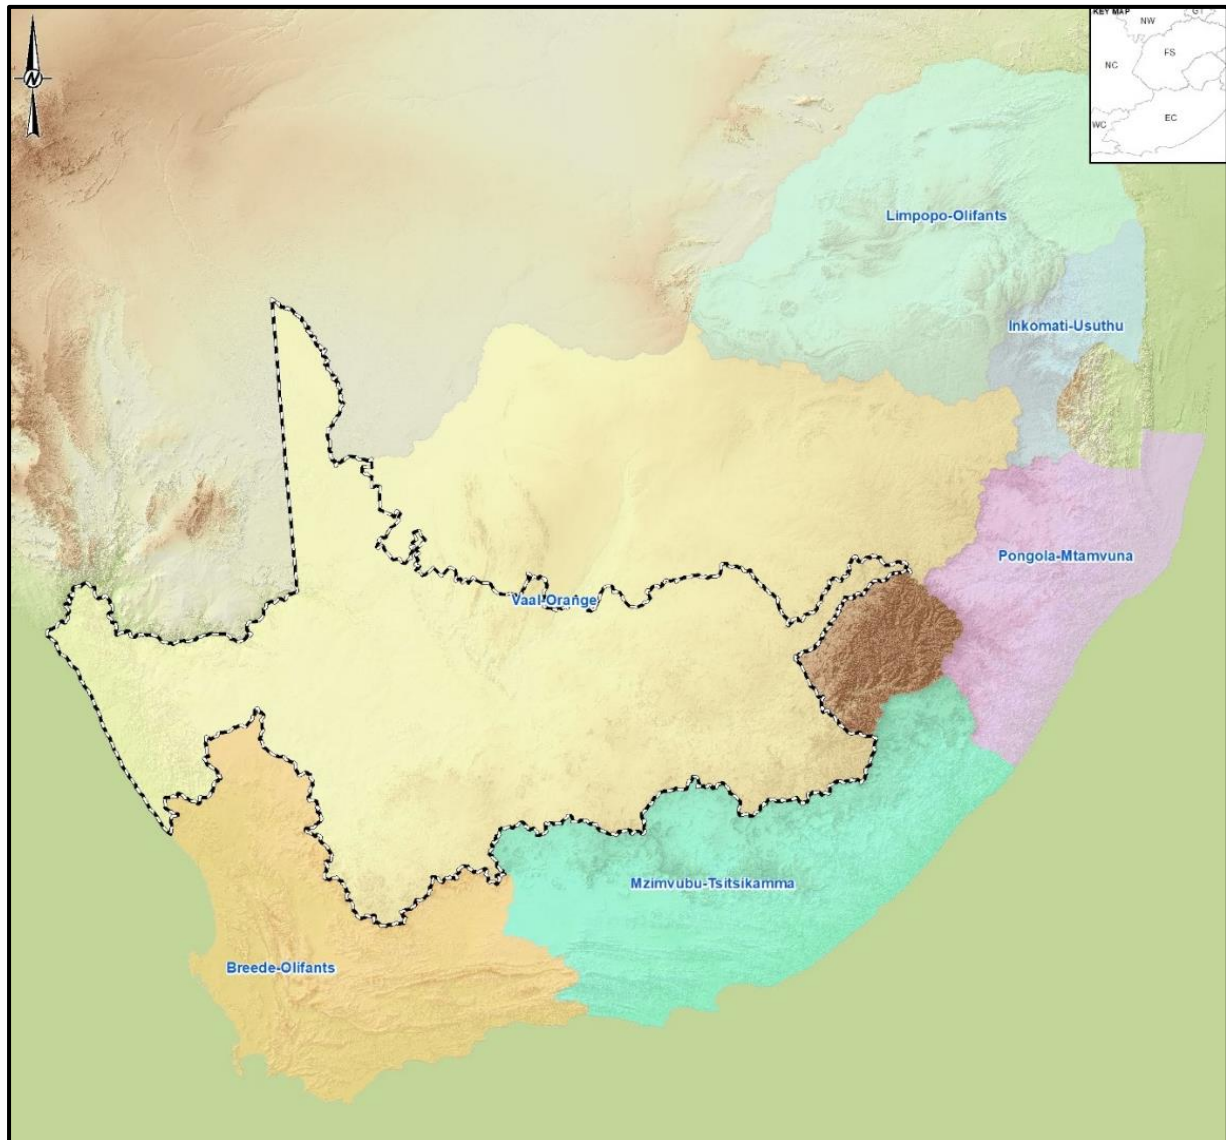 N
KEY MAP
NW
GT
FS
NC
WC
EC
Limpopo-Olifants
Inkomati-Usuthu
Pongola-Mtamvuna
Vaal-Orange
Mzimvubu-Tsitsikamma
Breede-Olifants